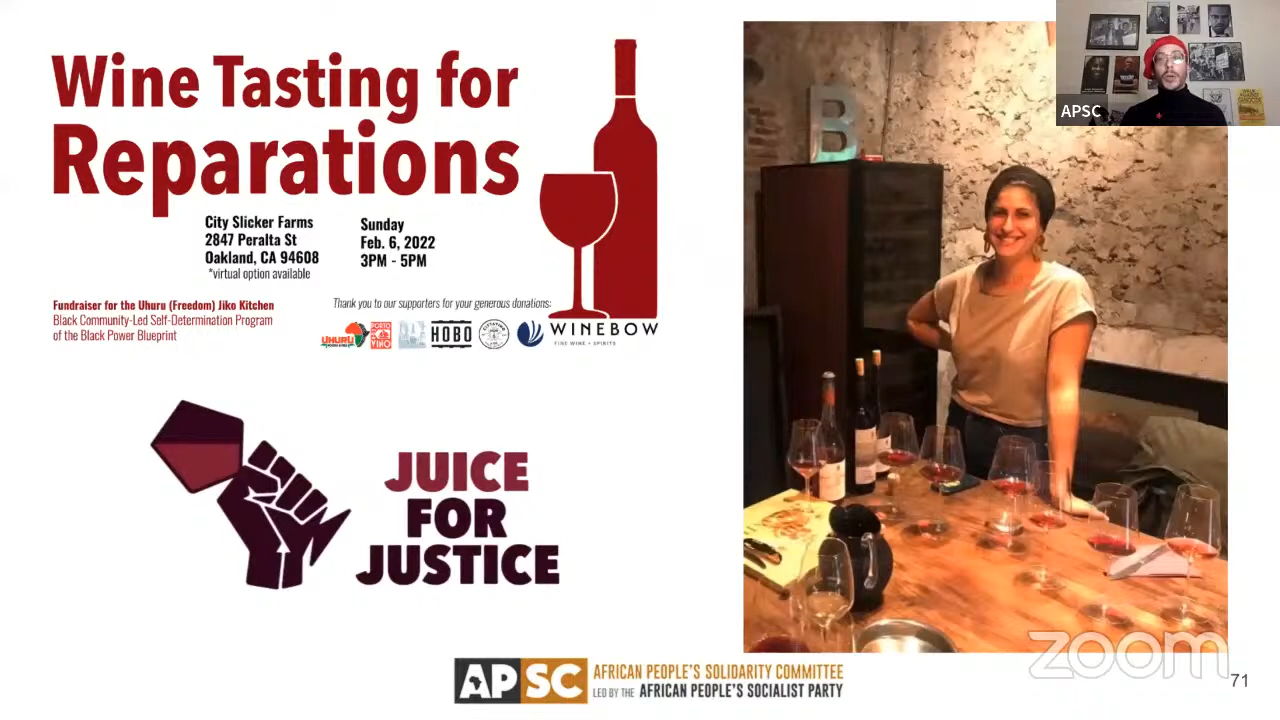 Wine Tasting for
Reparations
City Slicker Farms
2847 Peralta St
Oakland, CA 94608
*virtual option available
Sunday
Feb. 6, 2022
3PM - 5PM
Fundraiser for the Uhuru (Freedom) Jiko Kitchen
Black Community-Led Self-Determination Program
of the Black Power Blueprint
Thank you to our supporters for your generous donations:
UHURU
PORTO
VINO
HOBO
WINEBOW
FINE WINE + SPIRITS
JUICE
FOR
JUSTICE
B
APSC
zoom
APSC
AFRICAN PEOPLE'S SOLIDARITY COMMITTEE
LED BY THE AFRICAN PEOPLE'S SOCIALIST PARTY
71